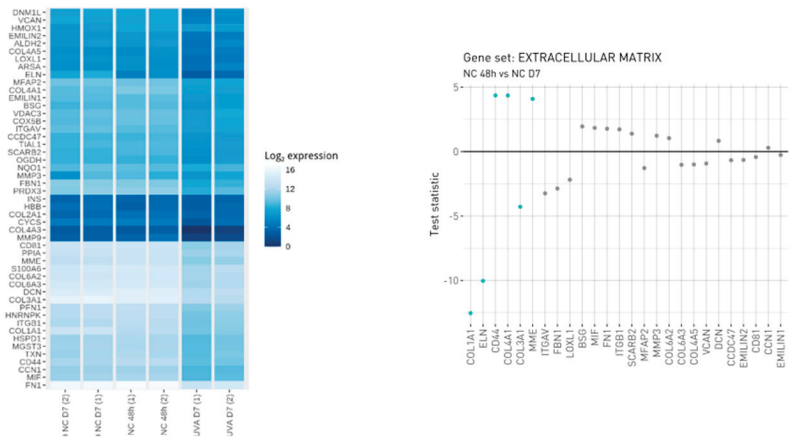 DNM1L
VCAN
HMOX1
EMILIN2
ALDH2
COL4A5
LOXL1
ARSA
ELN
MFAP2
COL4A1
EMILIN1
BSG
VDAC3
COX5B
ITGAV
CCDC47
TIAL1
SCARB2
OGDH
NQO1
MMP3
FBN1
PRDX3
INS
HBB
COL2A1
CYCS
COL4A3
MMP9
CD81
PPIA
MME
S100A6
COL6A2
COL6A3
DCN
COL3A1
PFN1
HNRNPK
ITGB1
COL1A1
HSPD1
MGST3
TXN
CD44
CCN1
MIF
FN1
NC D7 (2)
NC D7 (1)
NC 48h (1)
NC 48h (2)
UVA D7 (1)
UVA D7 (2)
Log₂ expression
16
12
8
4
0
Gene set: EXTRACELLULAR MATRIX
NC 48h vs NC D7
Test statistic
5
0
-5
-10
COL1A1
ELN
CD44
COL4A1
COL3A1
MME
ITGAV
FBN1
LOXL1
BSG
MIF
FN1
ITGB1
SCARB2
MFAP2
MMP3
COL6A2
COL6A3
COL4A5
VCAN
DCN
CCDC47
EMILIN2
CD81
CCN1
EMILIN1